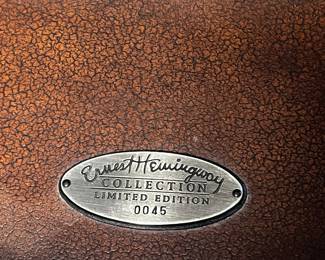 Ernest Hemingway
COLLECTION
LIMITED EDITION
0045